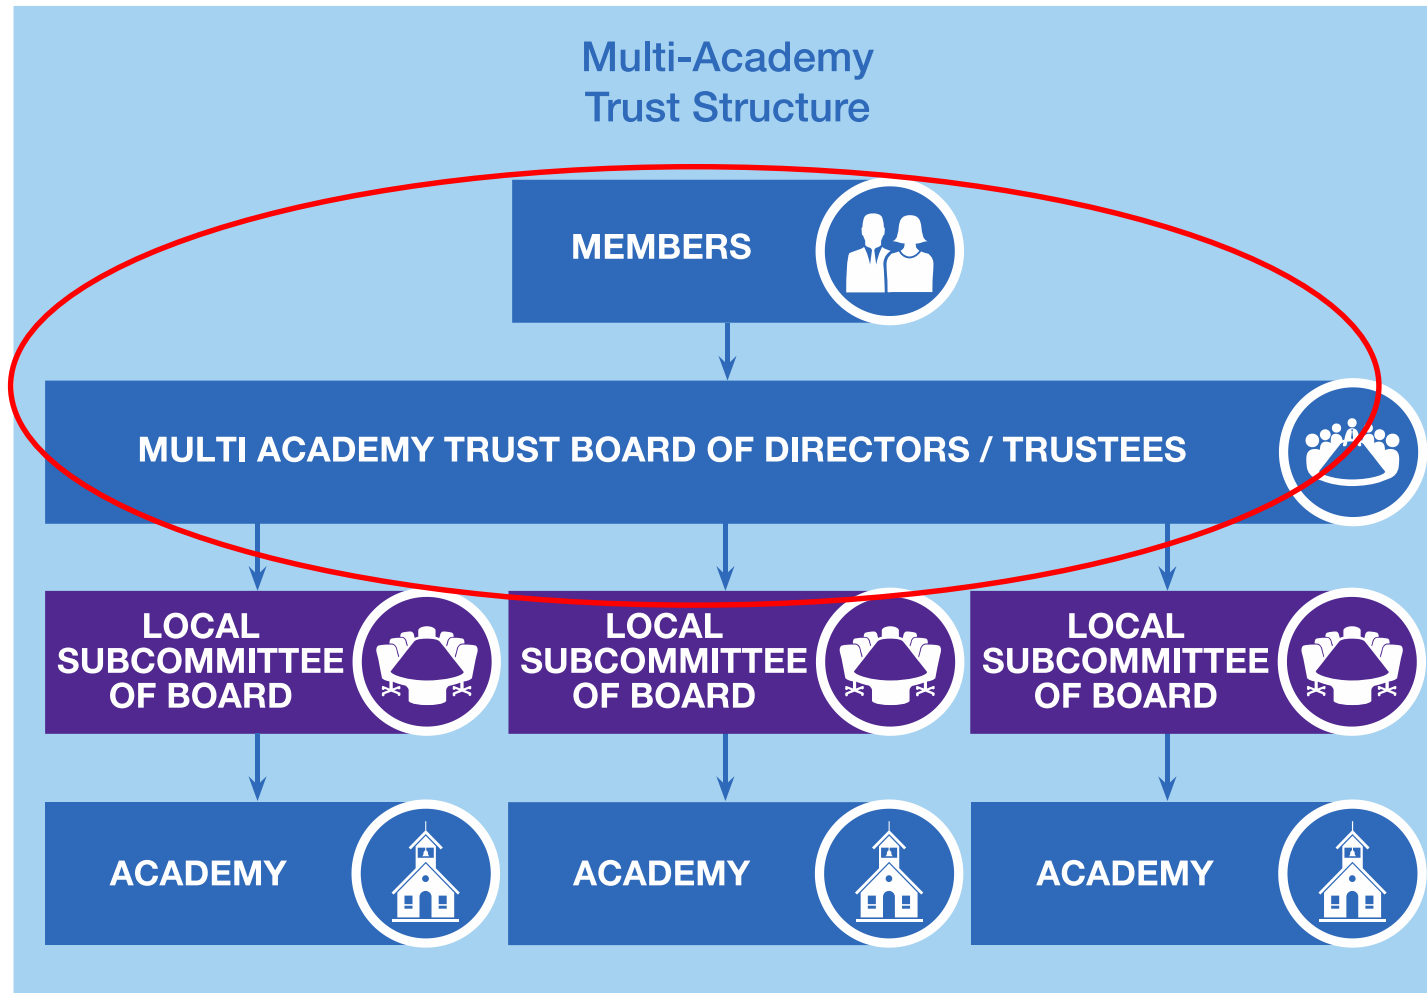 Multi-Academy
Trust Structure
MEMBERS
MULTI ACADEMY TRUST BOARD OF DIRECTORS / TRUSTEES
LOCAL
SUBCOMMITTEE
OF BOARD
LOCAL
SUBCOMMITTEE
OF BOARD
LOCAL
SUBCOMMITTEE
OF BOARD
ACADEMY
ACADEMY
ACADEMY